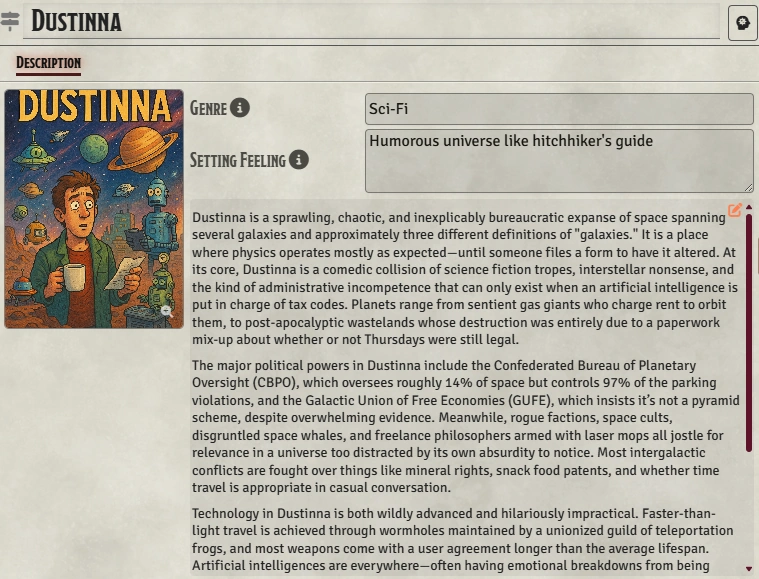 Dustinna
Description
DUSTINNA
Genre
Sci-Fi
Setting Feeling
Humorous universe like hitchhiker's guide
Dustinna is a sprawling, chaotic, and inexplicably bureaucratic expanse of space spanning
several galaxies and approximately three different definitions of "galaxies." It is a place
where physics operates mostly as expected—until someones files a form to have it altered. At
its core, Dustinna is a comedic collision of science fiction tropes, interstellar nonsense, and
the kind of administrative incompetence that can only exist when an artificial intelligence is
put in charge of tax codes. Planets range from sentient gas giants who charge rent to orbit
them, to post-apocalyptic wastelands whose destruction was entirely due to a paperwork
mix-up about whether or not Thursdays were still legal.
The major political powers in Dustinna include the Confederated Bureau of Planetary
Oversight (CBPO), which oversees roughly 14% of space but controls 97% of the parking
violations, and the Galactic Union of Free Economies (GUFE), which insists it's not a pyramid
scheme, despite overwhelming evidence. Meanwhile, rogue factions, space cults,
disgruntled space whales, and freelance philosophers armed with laser mops all jostle for
relevance in a universe too distracted by its own absurdity to notice. Most intergalactic
conflicts are fought over things like mineral rights, snack food patents, and whether time
travel is appropriate in casual conversation.
Technology in Dustinna is both wildly advanced and hilariously impractical. Faster-than-
light travel is achieved through wormholes maintained by a unionized guild of teleportation
frogs, and most weapons come with a user agreement longer than the average lifespan.
Artificial intelligences are everywhere—often having emotional breakdowns from being